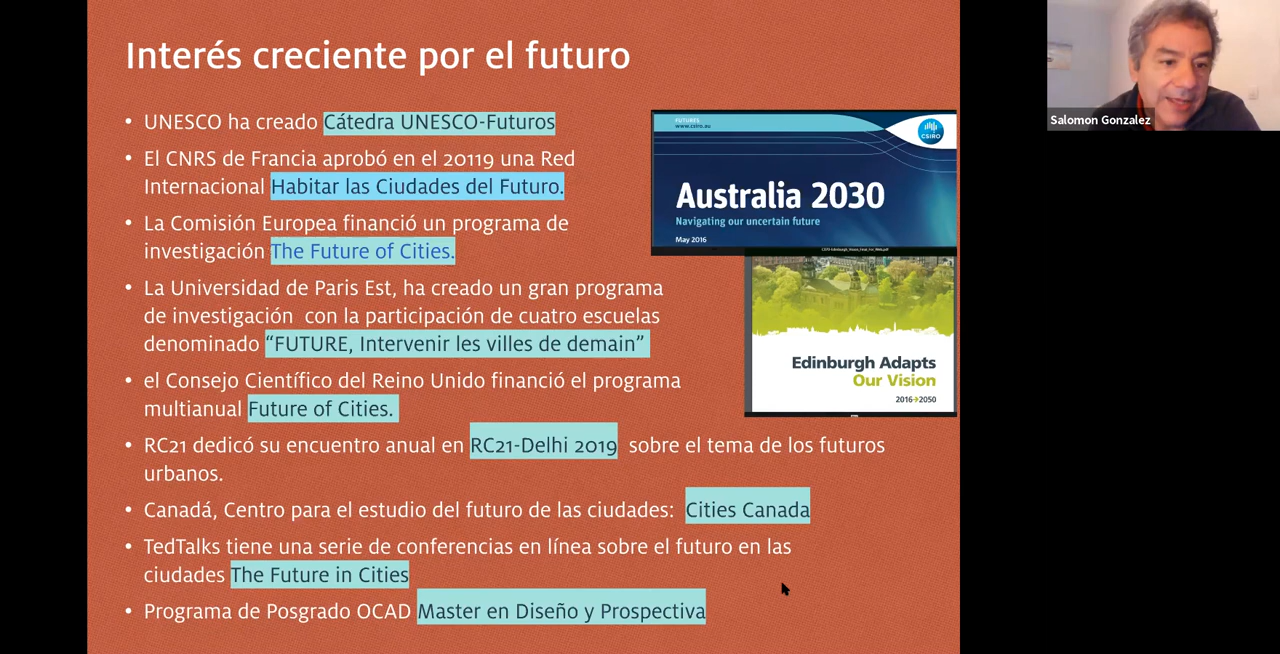 Interés creciente por el futuro
• UNESCO ha creado Cátedra UNESCO-Futuros
• El CNRS de Francia aprobó en el 20119 una Red
Internacional Habitar las Ciudades del Futuro.
• La Comisión Europea financió un programa de
investigación The Future of Cities.
• La Universidad de Paris Est, ha creado un gran programa
de investigación con la participación de cuatro escuelas
denominado “FUTURE, Intervenir les villes de demain”
• el Consejo Científico del Reino Unido financió el programa
multianual Future of Cities.
• RC21 dedicó su encuentro anual en RC21-Delhi 2019 sobre el tema de los futuros
urbanos.
• Canadá, Centro para el estudio del futuro de las ciudades: Cities Canada
• TedTalks tiene una serie de conferencias en línea sobre el futuro en las
ciudades The Future in Cities
• Programa de Posgrado OCAD Master en Diseño y Prospectiva
FUTURES
www.csiro.au
CSIRO
Australia 2030
Navigating our uncertain future
May 2016
Edinburgh Adapts
Our Vision
2016→2050
Salomon Gonzalez